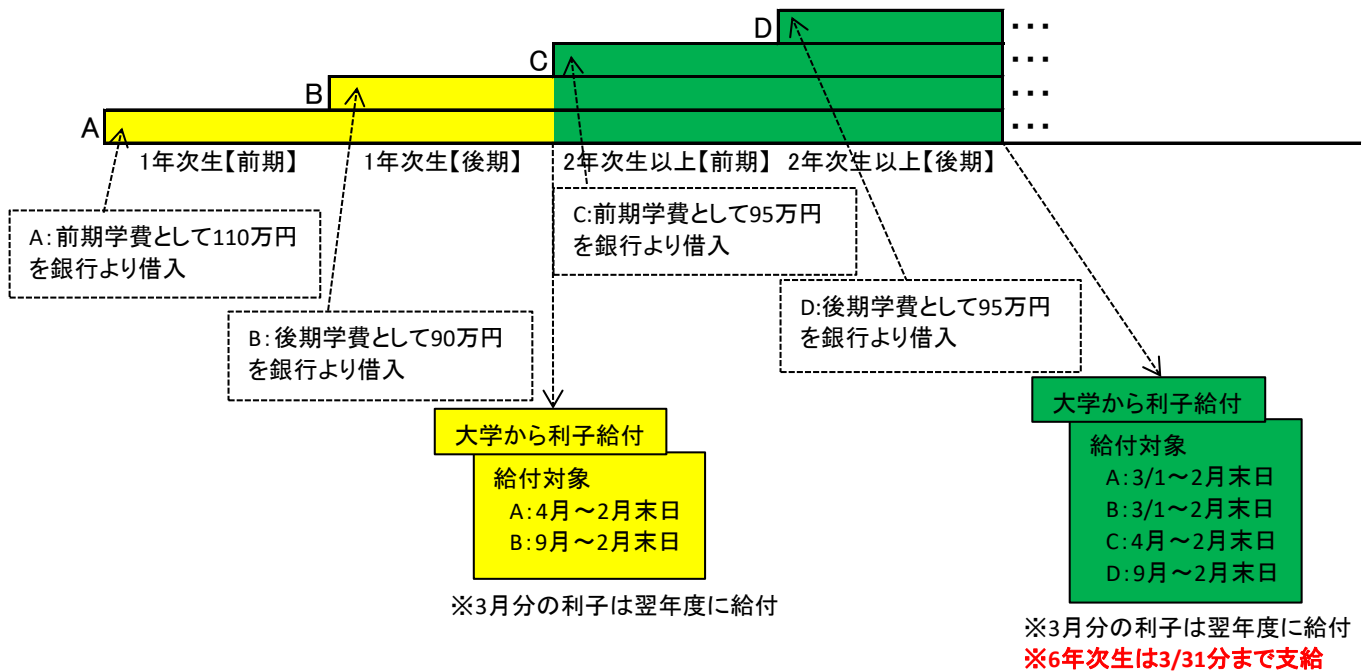 D
・・・
C
・・・
B
・・・
A
・・・
1年次生【前期】
1年次生【後期】
2年次生以上【前期】
2年次生以上【後期】
A：前期学費として110万円
を銀行より借入
B：後期学費として90万円
を銀行より借入
C:前期学費として95万円
を銀行より借入
D:後期学費として95万円
を銀行より借入
大学から利子給付
給付対象
A：4月～2月末日
B：9月～2月末日
※3月分の利子は翌年度に給付
大学から利子給付
給付対象
A：3/1～2月末日
B：3/1～2月末日
C：4月～2月末日
D：9月～2月末日
※3月分の利子は翌年度に給付
※6年次生は3/31分まで支給